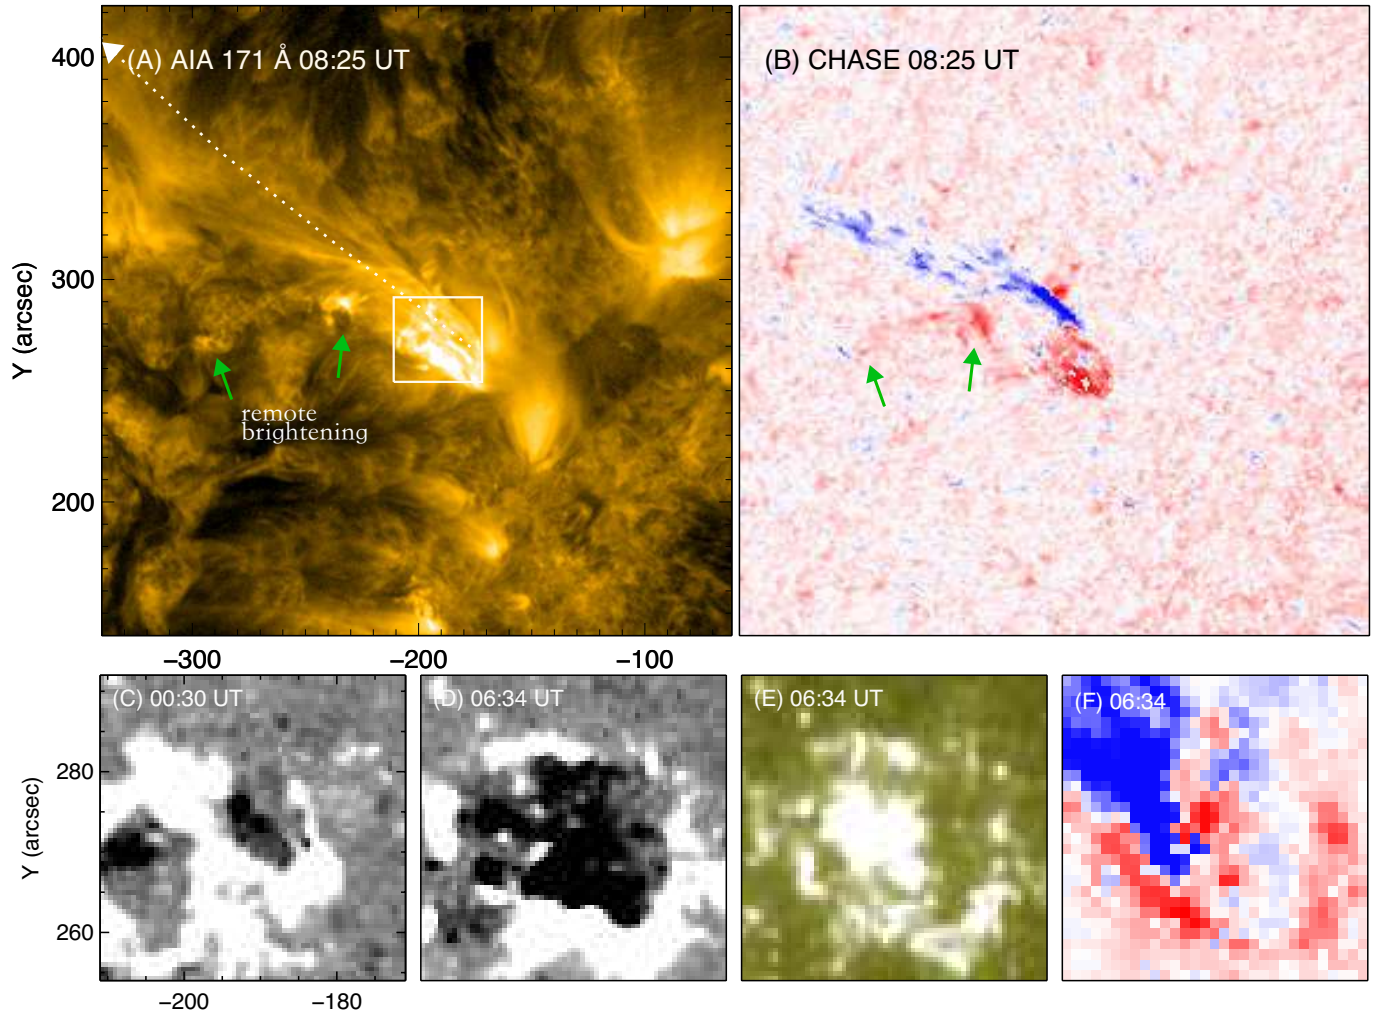 (A) AIA 171 Å 08:25 UT
(B) CHASE 08:25 UT
400
300
200
Y (arcsec)
remote
brightening
−300
−200
−100
(C) 00:30 UT
(D) 06:34 UT
(E) 06:34 UT
(F) 06:34
280
260
Y (arcsec)
−200
−180